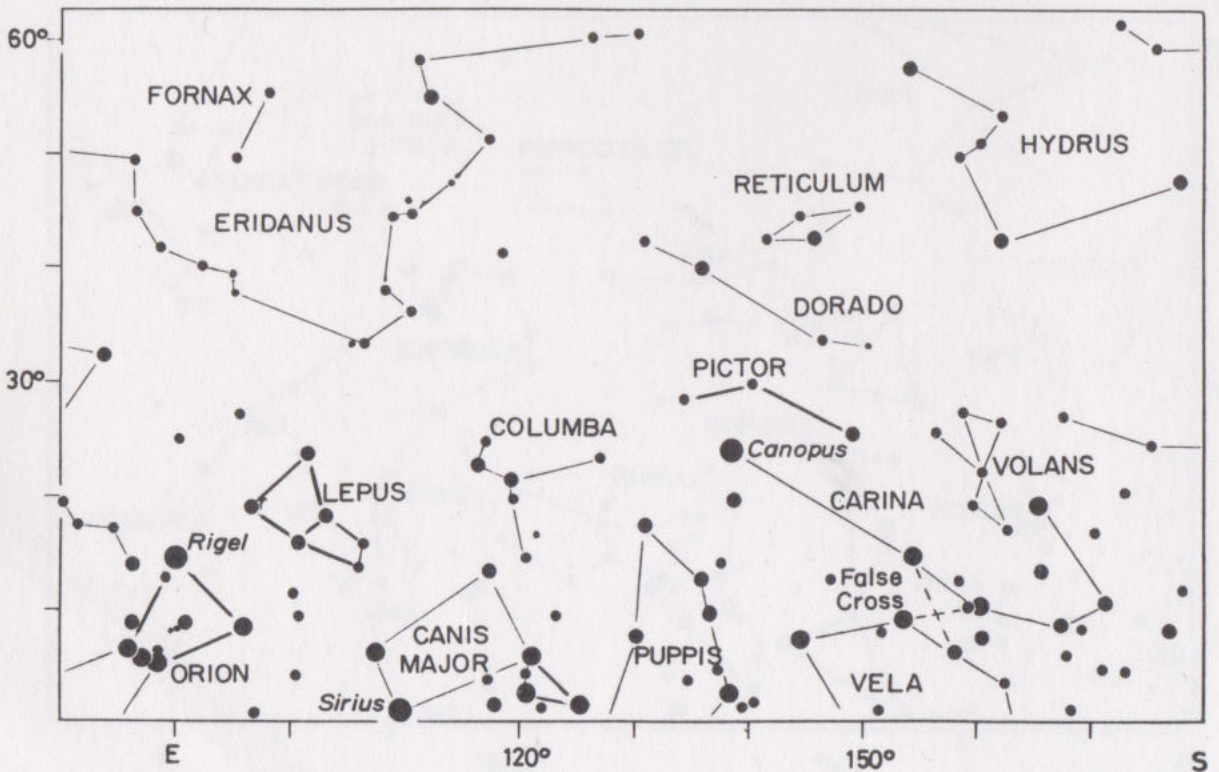 60°
FORNAX
HYDRUS
RETICULUM
ERIDANUS
DORADO
30°
PICTOR
COLUMBA
Canopus
VOLANS
LEPUS
CARINA
Rigel
False
Cross
CANIS
MAJOR
PUPPIS
ORION
VELA
Sirius
E
120°
150°
S